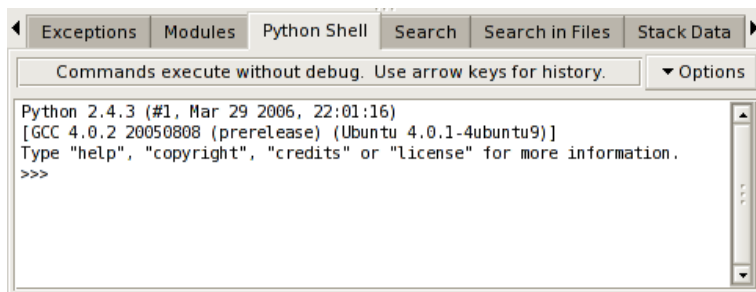 Exceptions Modules Python Shell Search Search in Files Stack Data
Commands execute without debug. Use arrow keys for history. Options
Python 2.4.3 (#1, Mar 29 2006, 22:01:16)
[GCC 4.0.2 20050808 (prerelease) (Ubuntu 4.0.1-4ubuntu9)]
Type "help", "copyright", "credits" or "license" for more information.
>>>